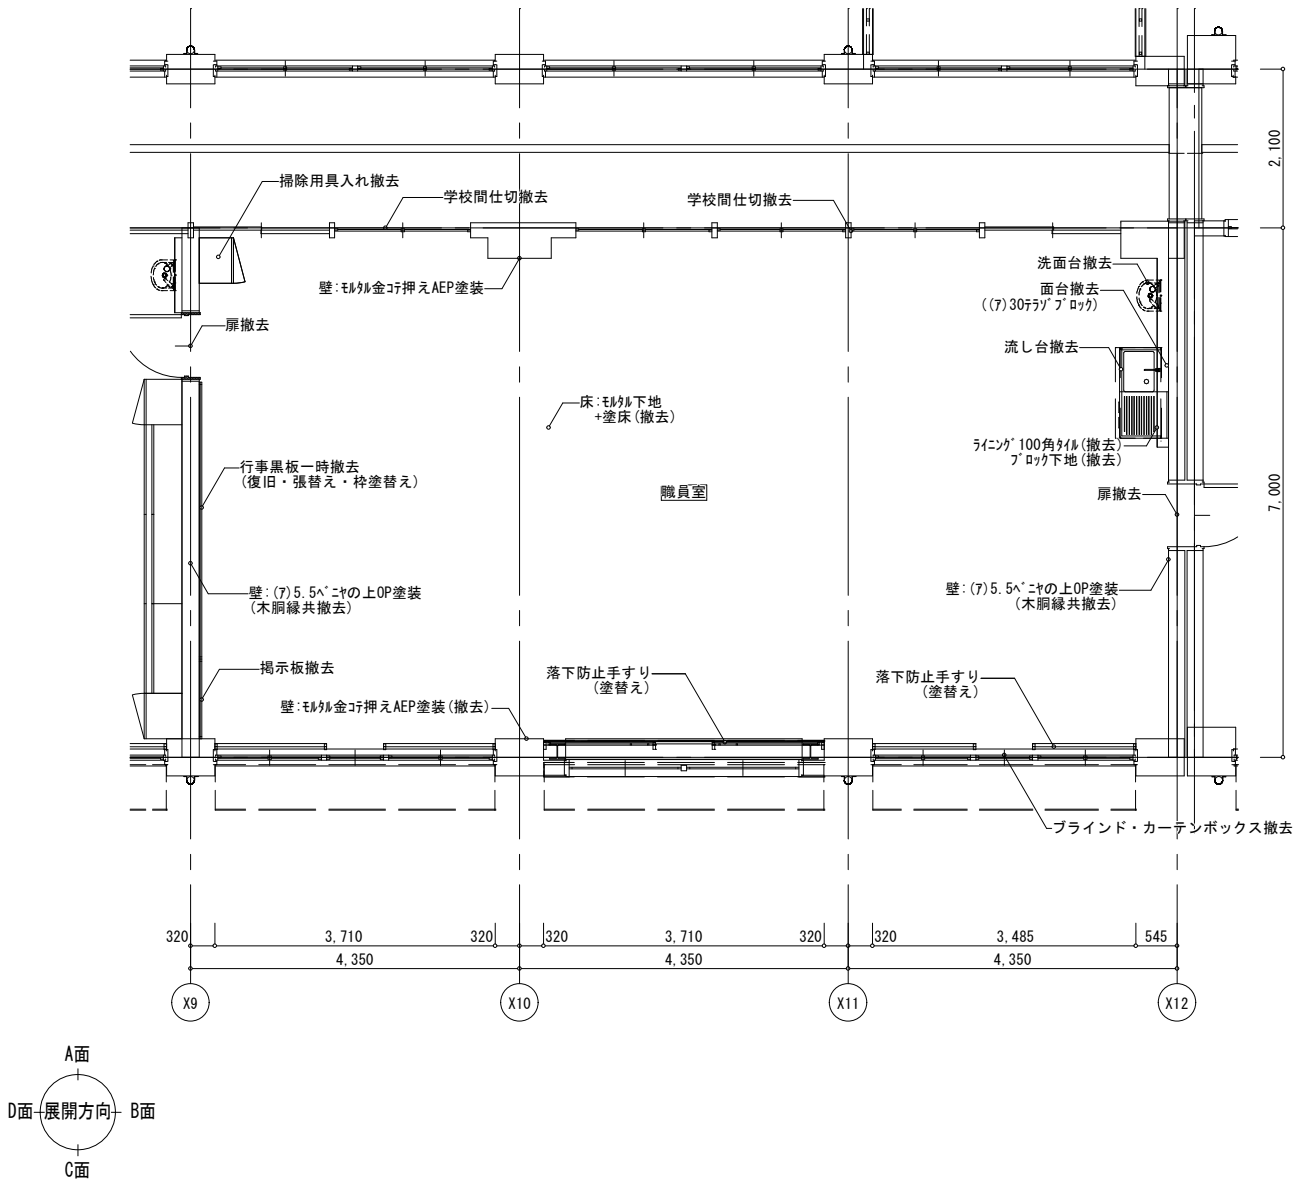 2,100
掃除用具入れ撤去
学校間仕切撤去
学校間仕切撤去
洗面台撤去
面台撤去
((ｱ)30ﾃﾗｿﾞﾌﾞﾛｯｸ)
壁:ﾓﾙﾀﾙ金ｺﾃ押えAEP塗装
扉撤去
流し台撤去
床:ﾓﾙﾀﾙ下地
+塗床(撤去)
ﾗｲﾆﾝｸﾞ100角ﾀｲﾙ(撤去)
ﾌﾞﾛｯｸ下地(撤去)
行事黒板一時撤去
(復旧・張替え・枠塗替え)
職員室
扉撤去
7,000
壁:(ｱ)5.5ﾍﾞﾆﾔの上OP塗装
(木胴縁共撤去)
壁:(ｱ)5.5ﾍﾞﾆﾔの上OP塗装
(木胴縁共撤去)
掲示板撤去
落下防止手すり
(塗替え)
落下防止手すり
(塗替え)
壁:ﾓﾙﾀﾙ金ｺﾃ押えAEP塗装(撤去)
ブラインド・カーテンボックス撤去
320 3,710 320 320 3,710 320 320 3,485 545
4,350 4,350 4,350
X9 X10 X11 X12
A面
D面 展開方向 B面
C面